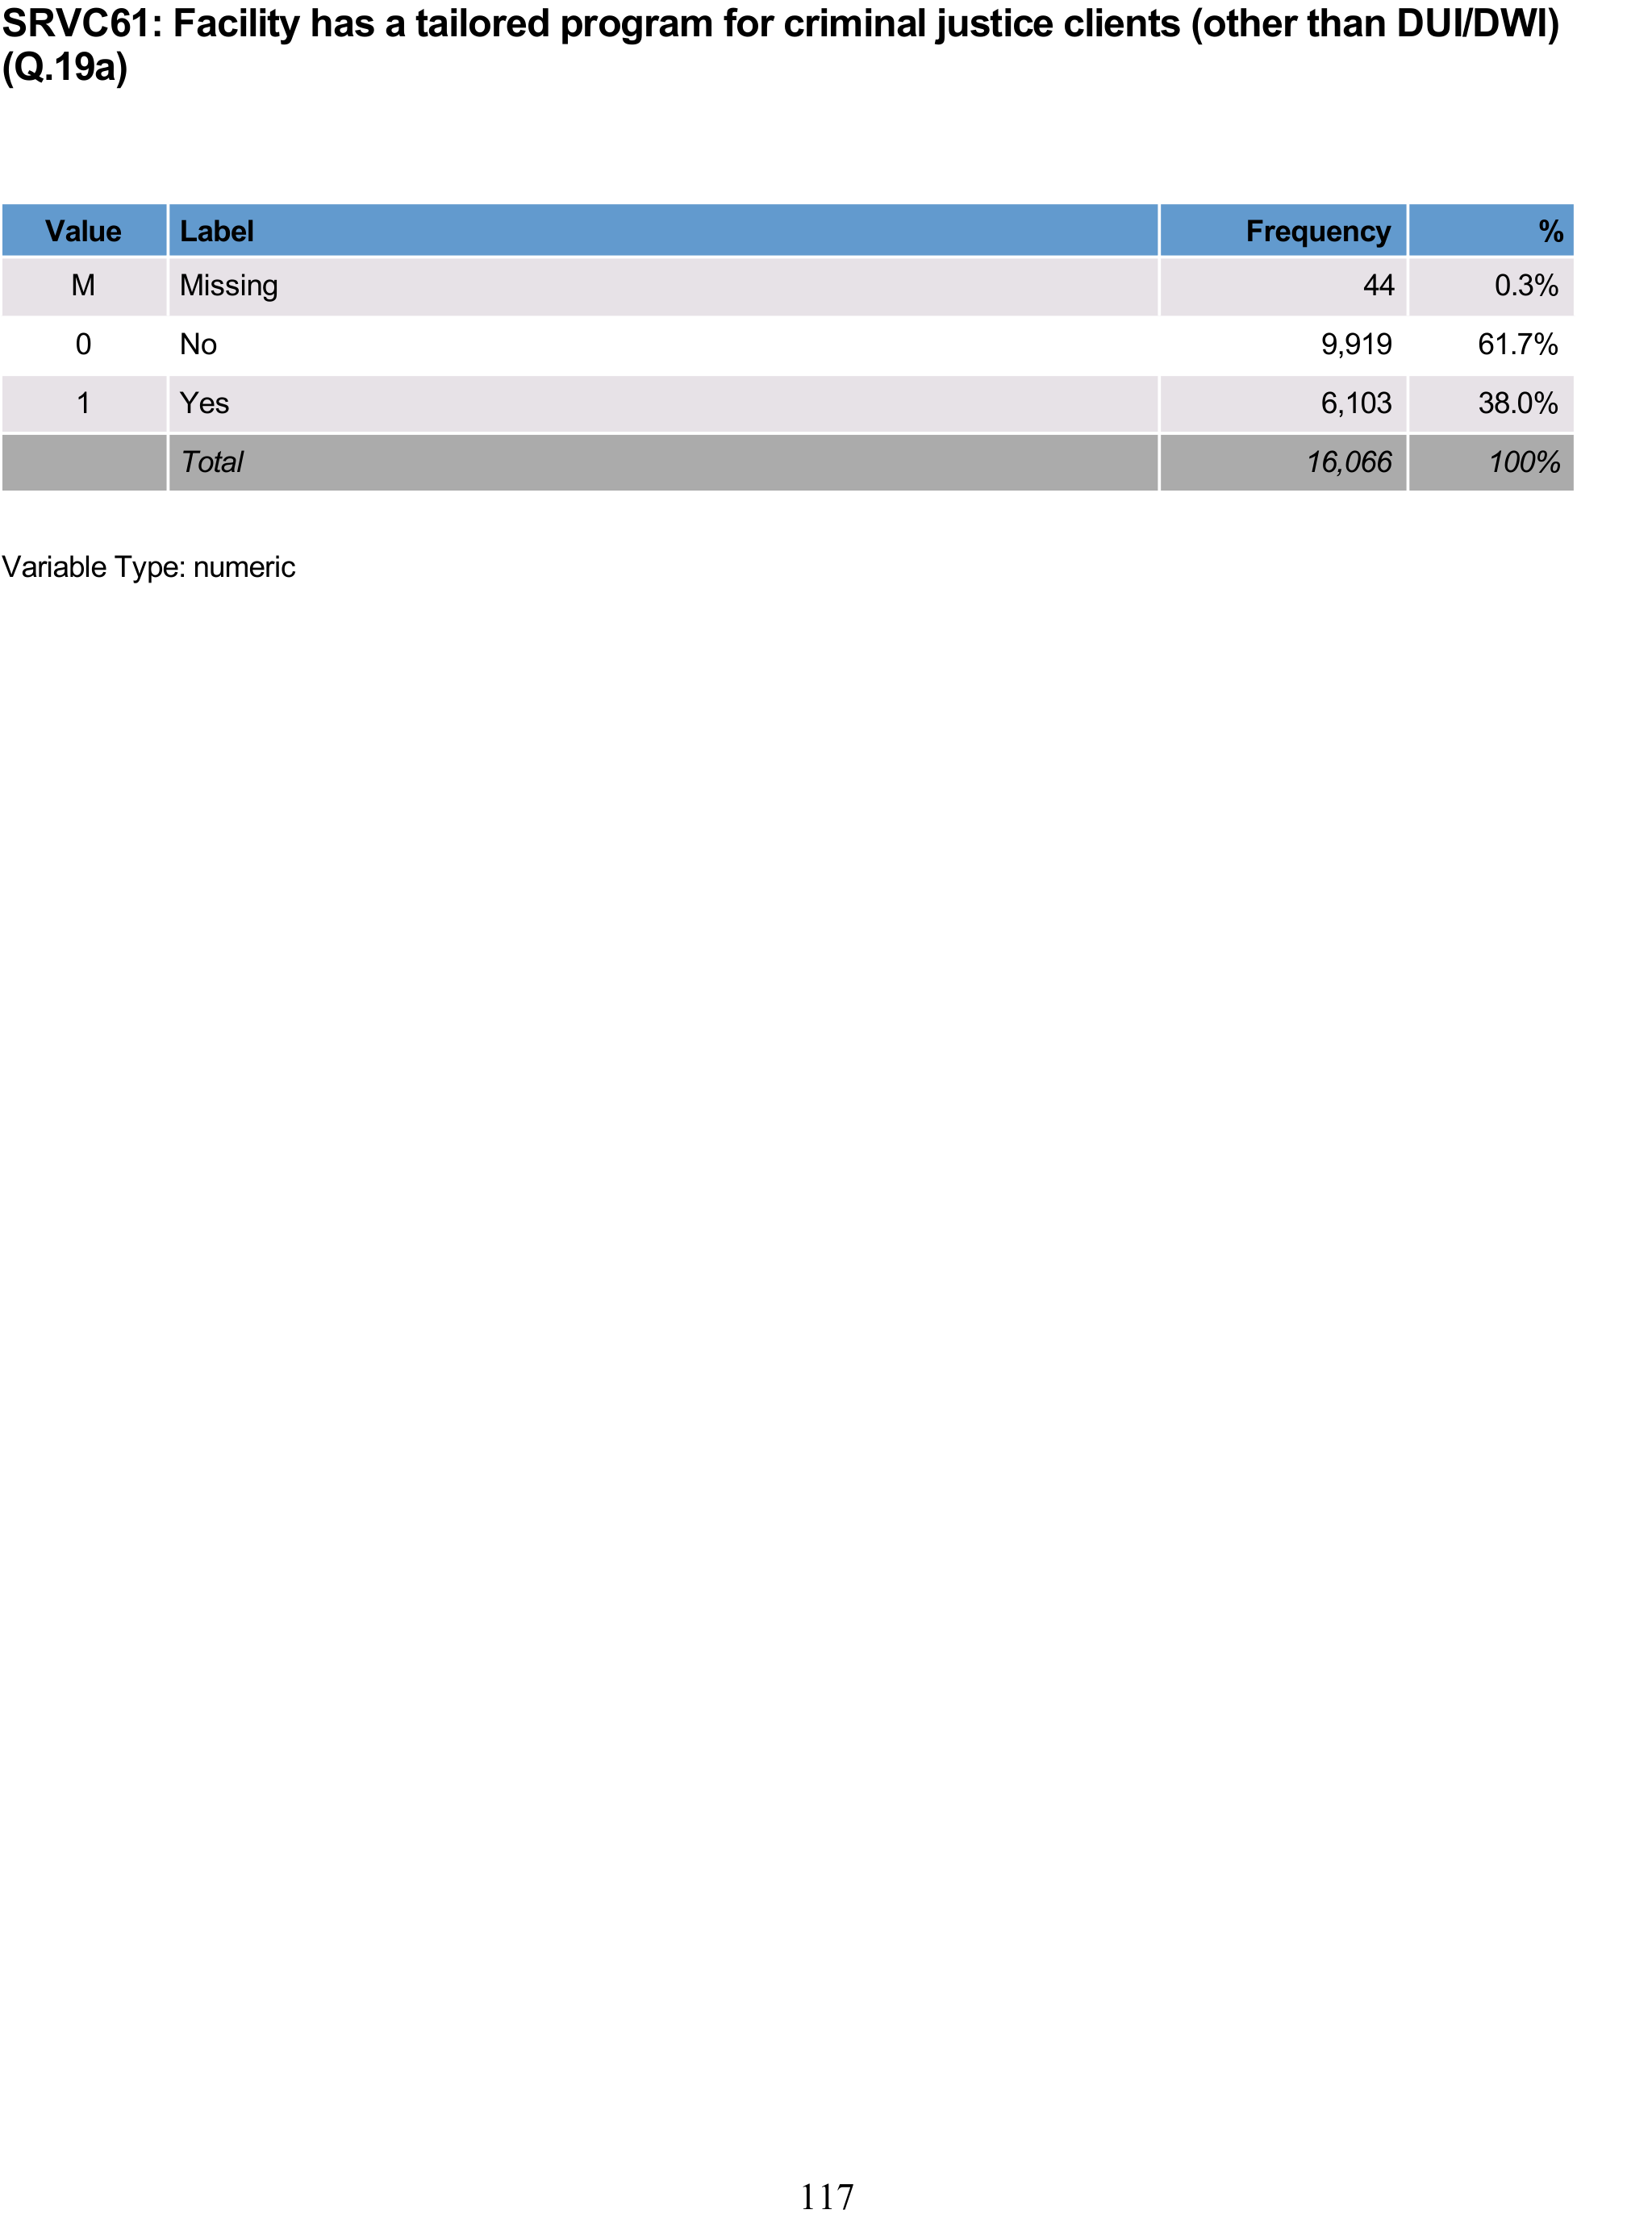 SRVC61: Facility has a tailored program for criminal justice clients (other than DUI/DWI)
(Q.19a)
Value Label Frequency %
M Missing 44 0.3%
0 No 9,919 61.7%
1 Yes 6,103 38.0%
Total 16,066 100%
Variable Type: numeric
117